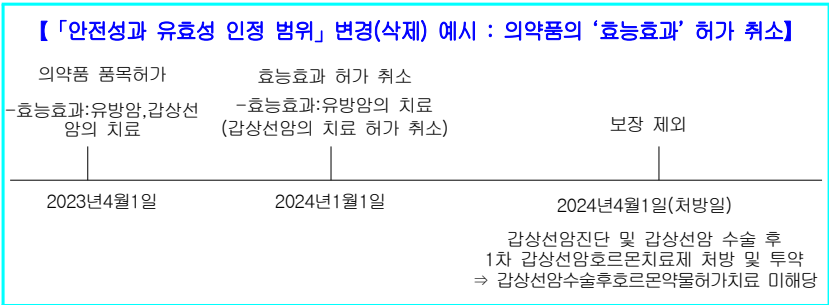 【「안전성과 유효성 인정 범위」 변경(삭제) 예시 : 의약품의 ‘효능효과’ 허가 취소】
의약품 품목허가
-효능효과:유방암,갑상선
암의 치료
효능효과 허가 취소
-효능효과:유방암의 치료
(갑상선암의 치료 허가 취소)
보장 제외
2023년4월1일
2024년1월1일
2024년4월1일(처방일)
갑상선암진단 및 갑상선암 수술 후
1차 갑상선암호르몬치료제 처방 및 투약
⇒ 갑상선암수술후호르몬약물허가치료 미해당